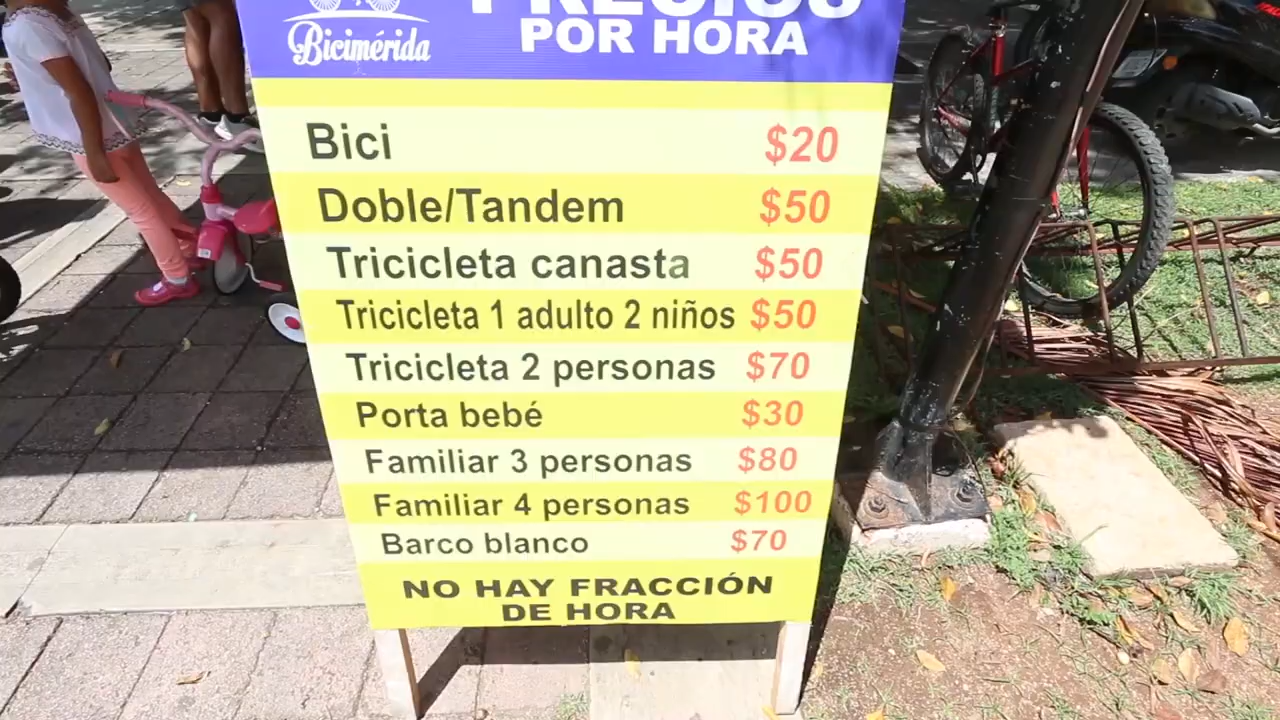 PRECIOS
Bicimérida
POR HORA
Bici $20
Doble/Tandem $50
Tricicleta canasta $50
Tricicleta 1 adulto 2 niños $50
Tricicleta 2 personas $70
Porta bebé $30
Familiar 3 personas $80
Familiar 4 personas $100
Barco blanco $70
NO HAY FRACCIÓN
DE HORA